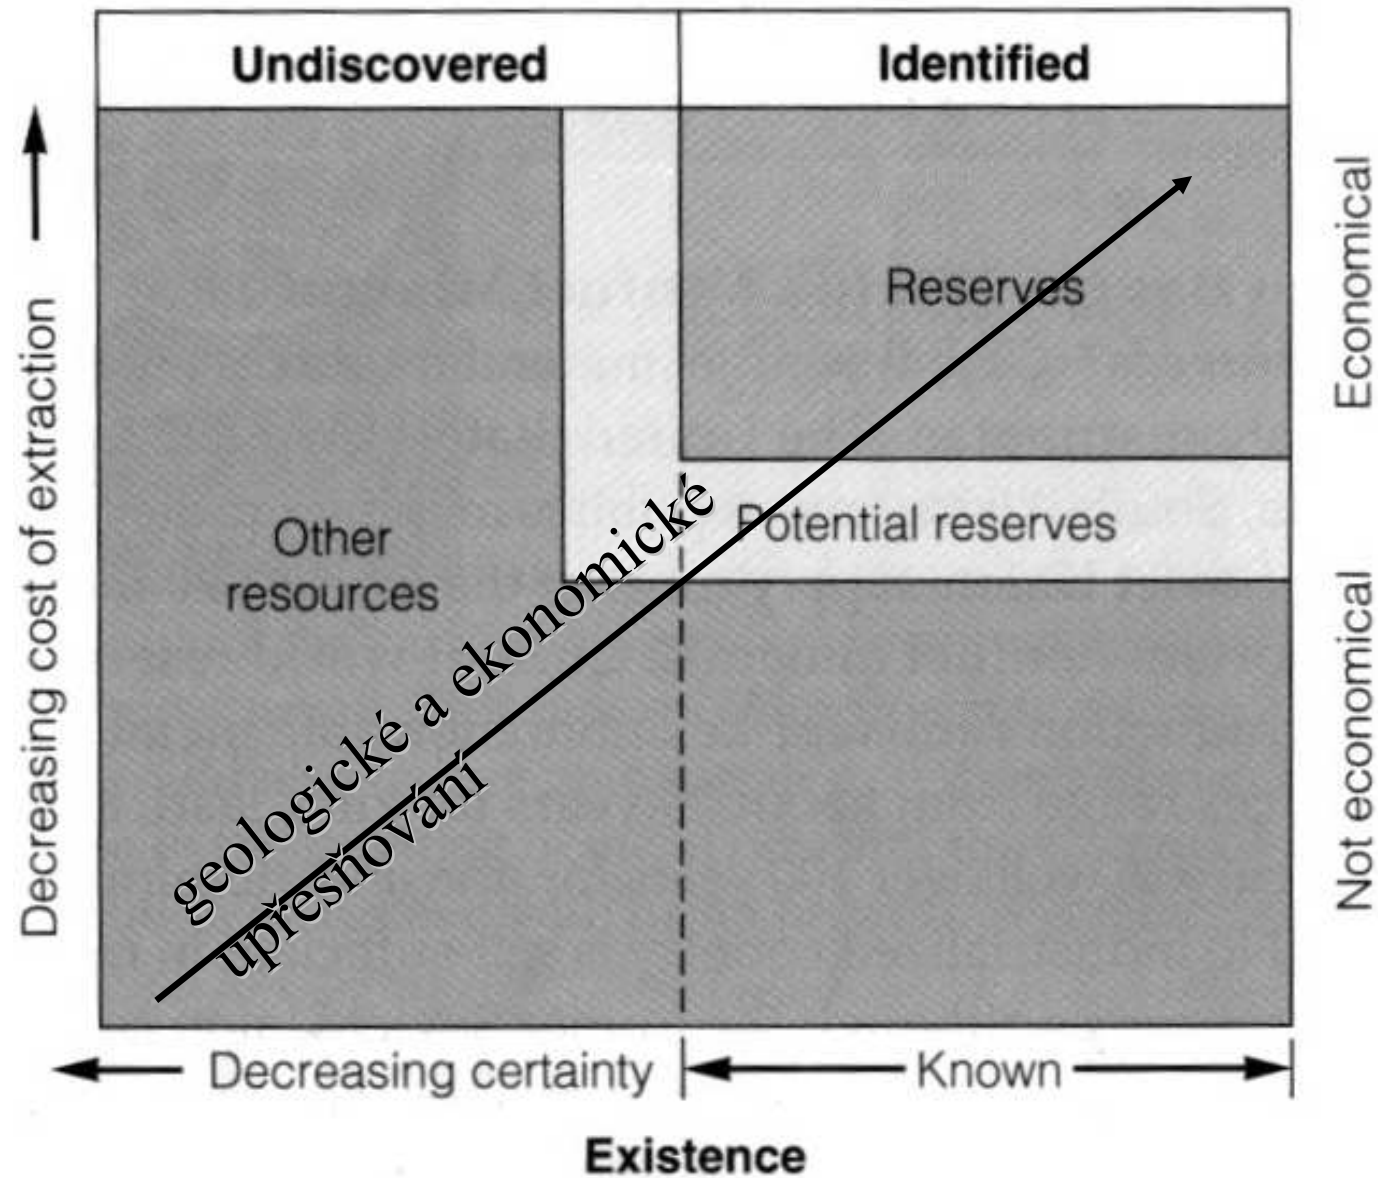 Undiscovered
Identified
Decreasing cost of extraction
Economical
Reserves
Potential reserves
Other
resources
geologické a ekonomické
upřesňování
Not economical
Decreasing certainty
Known
Existence